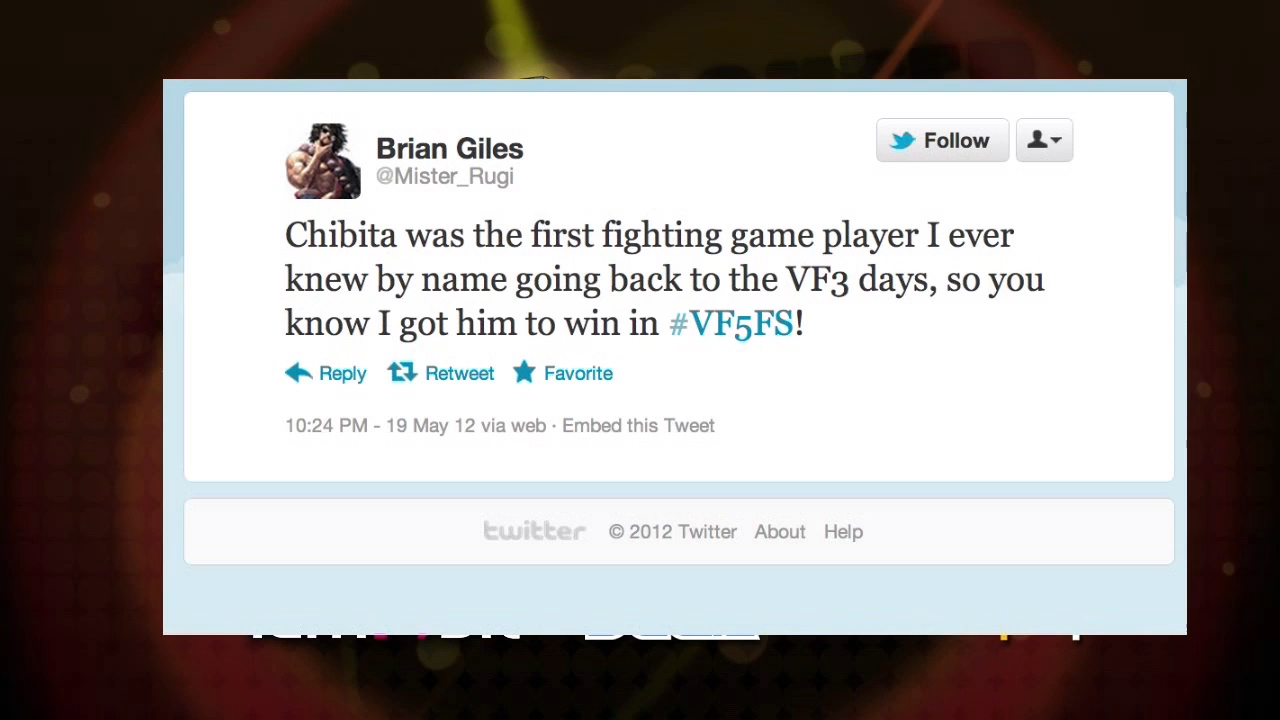 Brian Giles
@Mister_Rugi
Follow
Chibita was the first fighting game player I ever
knew by name going back to the VF3 days, so you
know I got him to win in #VF5FS!
Reply Retweet Favorite
10:24 PM - 19 May 12 via web · Embed this Tweet
twitter © 2012 Twitter About Help